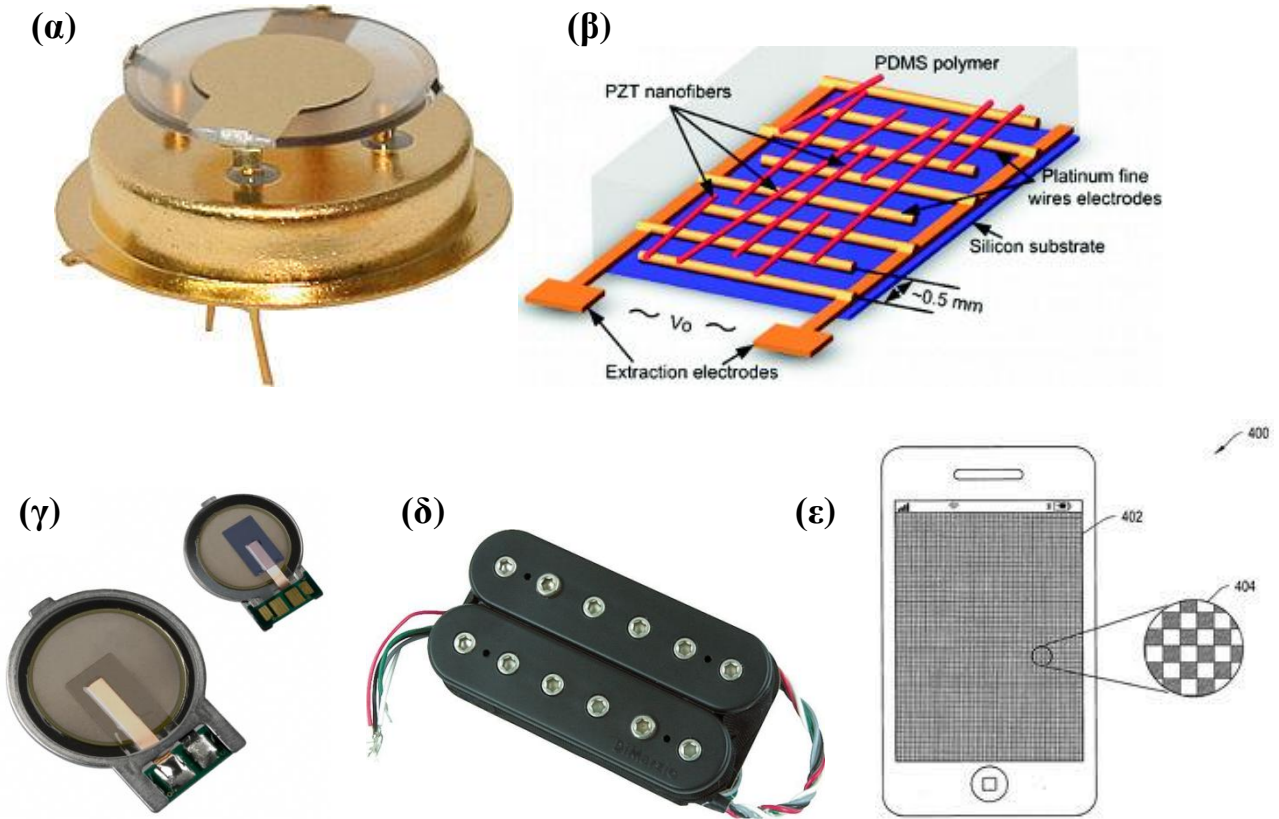 (α)
(β)
PDMS polymer
PZT nanofibers
Platinum fine
wires electrodes
Silicon substrate
~0.5 mm
~ Vo ~
Extraction electrodes
(γ)
(δ)
DiMarzio
(ε)
400
402
404